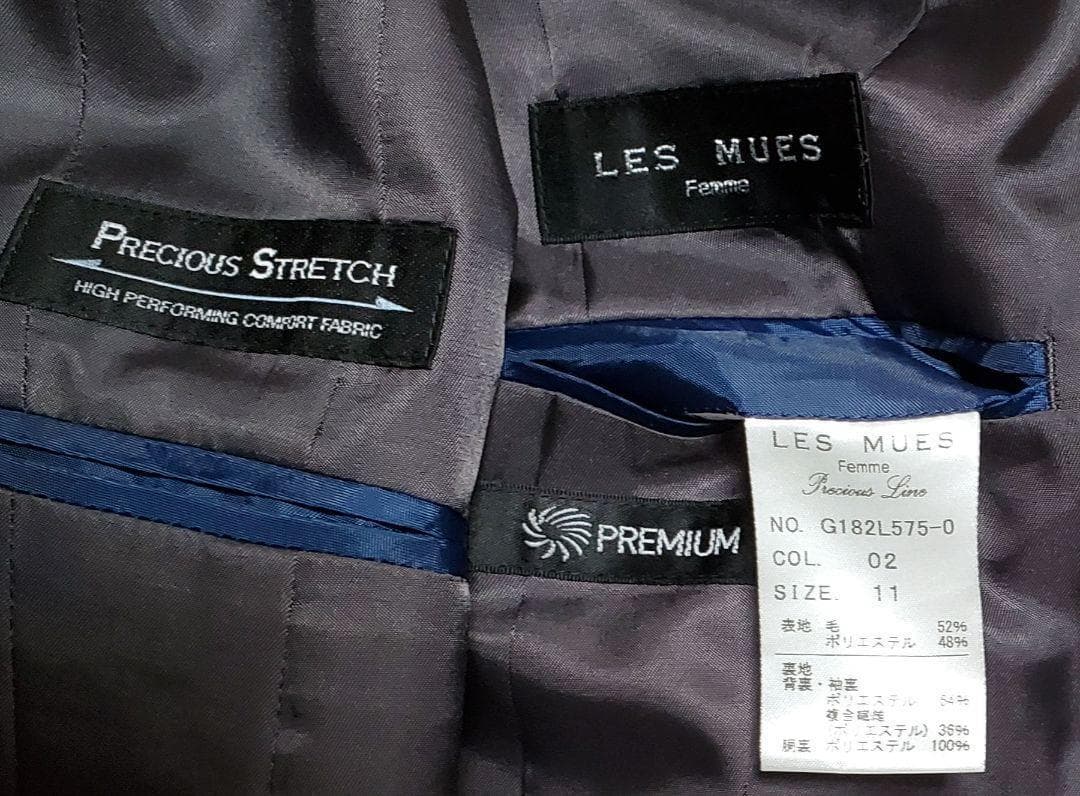 PRECIOUS STRETCH
HIGH PERFORMING COMFORT FABRIC
LES MUES
Femme
PREMIUM
LES MUES
Femme
Precious Line
NO. G182L575-0
COL. 02
SIZE. 11
表地 毛 52%
ポリエステル 48%
裏地
背裏・袖裏
ポリエステル 64%
複合繊維
(ポリエステル) 36%
胴裏 ポリエステル 100%